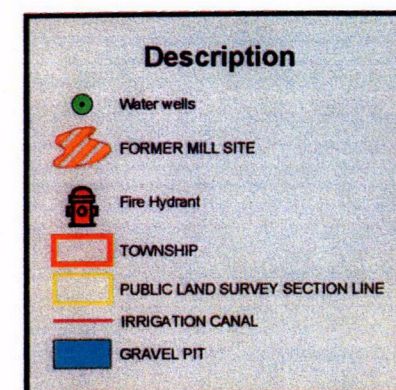 Description
Water wells
FORMER MILL SITE
Fire Hydrant
TOWNSHIP
PUBLIC LAND SURVEY SECTION LINE
IRRIGATION CANAL
GRAVEL PIT